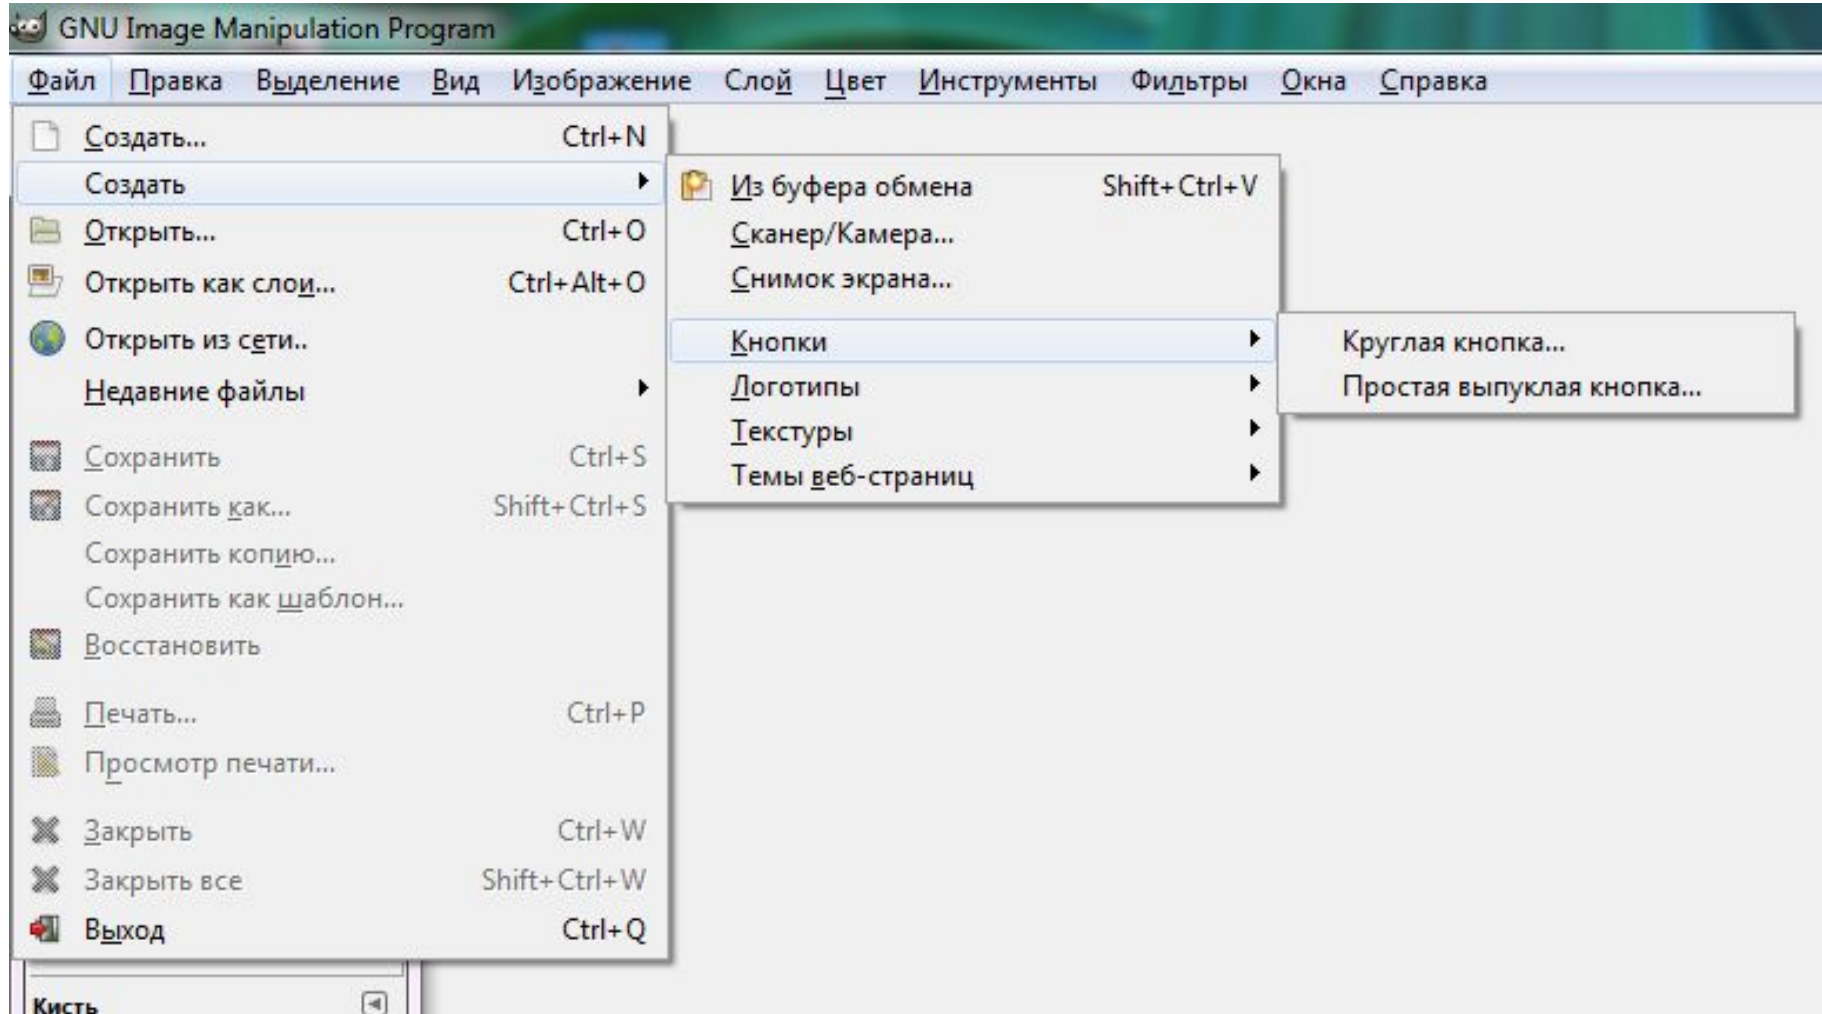 GNU Image Manipulation Program
Файл Правка Выделение Вид Изображение Слой Цвет Инструменты Фильтры Окна Справка
Создать... Ctrl+N
Создать
Открыть... Ctrl+O
Открыть как слои... Ctrl+Alt+O
Открыть из сети..
Недавние файлы
Сохранить Ctrl+S
Сохранить как... Shift+Ctrl+S
Сохранить копию...
Сохранить как шаблон...
Восстановить
Печать... Ctrl+P
Просмотр печати...
Закрыть Ctrl+W
Закрыть все Shift+Ctrl+W
Выход Ctrl+Q
Из буфера обмена Shift+Ctrl+V
Сканер/Камера...
Снимок экрана...
Кнопки
Логотипы
Текстуры
Темы веб-страниц
Круглая кнопка...
Простая выпуклая кнопка...
Кисть